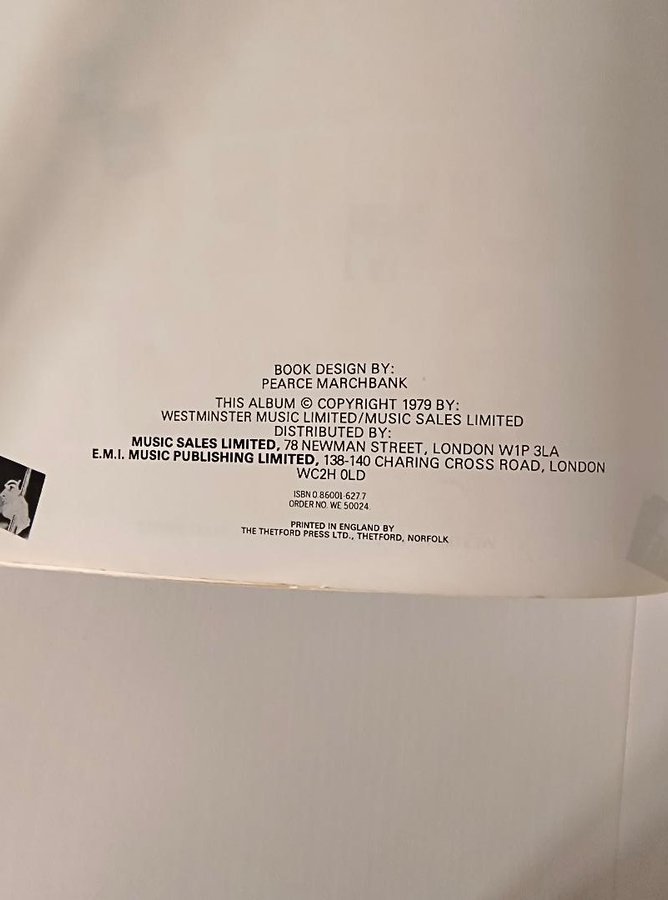 BOOK DESIGN BY:
PEARCE MARCHBANK
THIS ALBUM © COPYRIGHT 1979 BY:
WESTMINSTER MUSIC LIMITED/MUSIC SALES LIMITED
DISTRIBUTED BY:
MUSIC SALES LIMITED, 78 NEWMAN STREET, LONDON W1P 3LA
E.M.I. MUSIC PUBLISHING LIMITED, 138-140 CHARING CROSS ROAD, LONDON
WC2H 0LD
ISBN 0.86001-627.7
ORDER NO. WE 50024
PRINTED IN ENGLAND BY
THE THETFORD PRESS LTD., THETFORD, NORFOLK